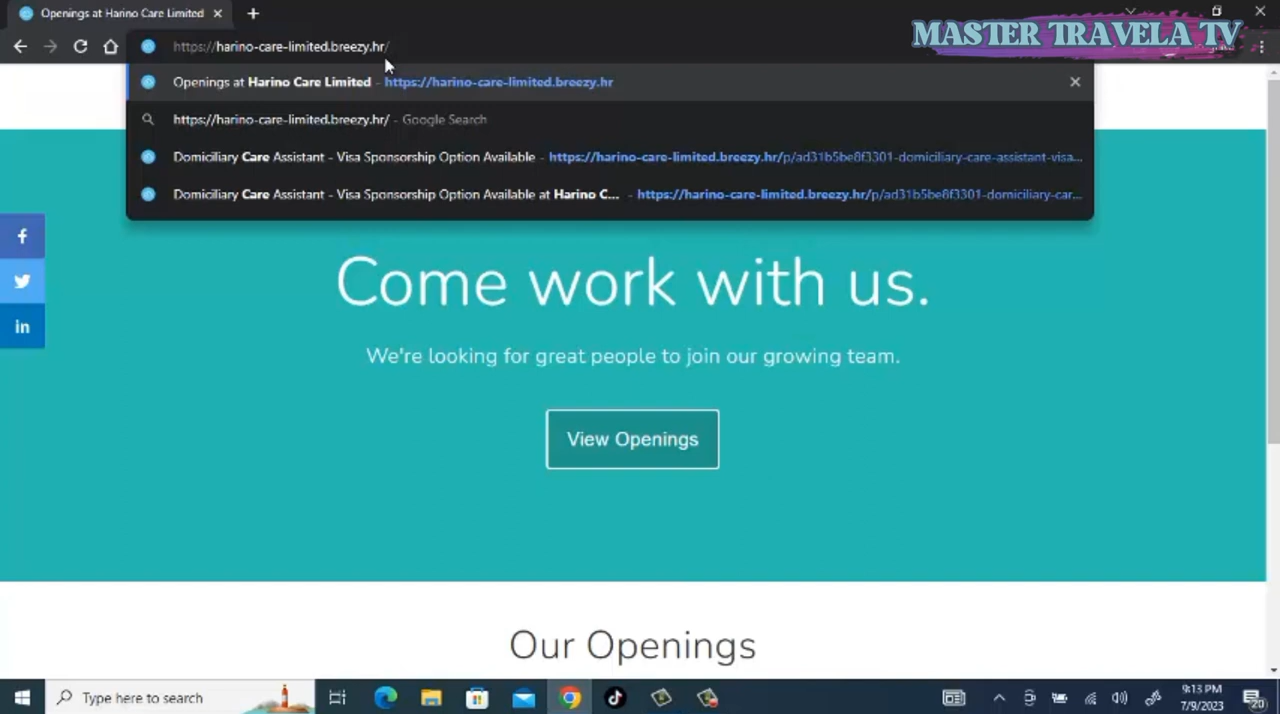 Openings at Harino Care Limited
MASTER TRAVELA TV
https://harino-care-limited.breezy.hr/
Openings at Harino Care Limited - https://harino-care-limited.breezy.hr
https://harino-care-limited.breezy.hr/ - Google Search
Domiciliary Care Assistant - Visa Sponsorship Option Available - https://harino-care-limited.breezy.hr/p/ad31b5be8f3301-domiciliary-care-assistant-visa...
Domiciliary Care Assistant - Visa Sponsorship Option Available at Harino C... - https://harino-care-limited.breezy.hr/p/ad31b5be8f3301-domiciliary-car...
Come work with us.
We're looking for great people to join our growing team.
View Openings
Our Openings
Type here to search
9:13 PM
7/9/2023
20